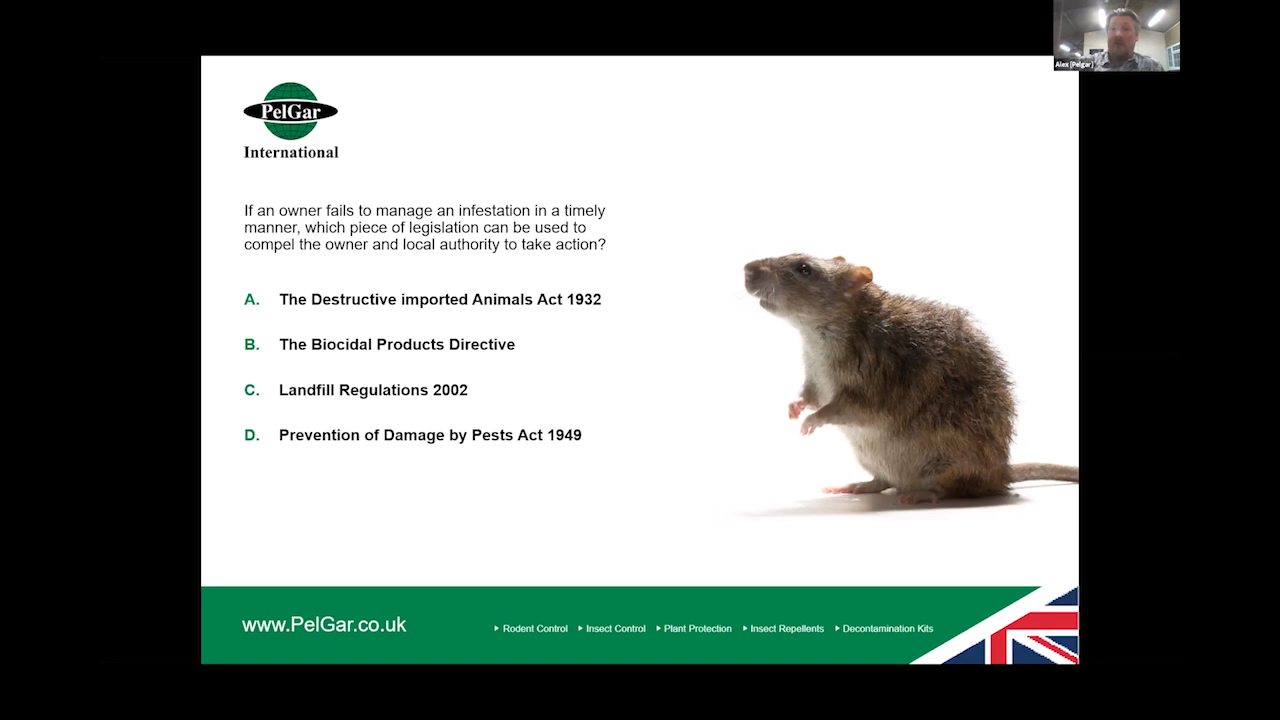 Alex [Pelgar]
PelGar
International
If an owner fails to manage an infestation in a timely
manner, which piece of legislation can be used to
compel the owner and local authority to take action?
A. The Destructive imported Animals Act 1932
B. The Biocidal Products Directive
C. Landfill Regulations 2002
D. Prevention of Damage by Pests Act 1949
www.PelGar.co.uk
Rodent Control Insect Control Plant Protection Insect Repellents Decontamination Kits